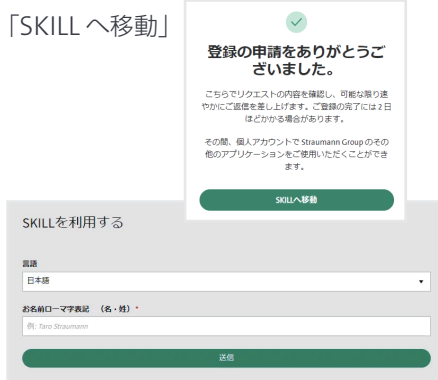 「SKILL へ移動」
登録の申請をありがとうご
ざいました。
こちらでリクエストの内容を確認し、可能な限り速
やかにご返信を差し上げます。ご登録の完了には 2 日
ほどかかる場合があります。
その間、個人アカウントで Straumann Group のその
他のアプリケーションをご使用いただくことができ
ます。
SKILLへ移動
SKILLを利用する
言語
日本語
お名前ローマ字表記 （名・姓） *
例: Taro Straumann
送信